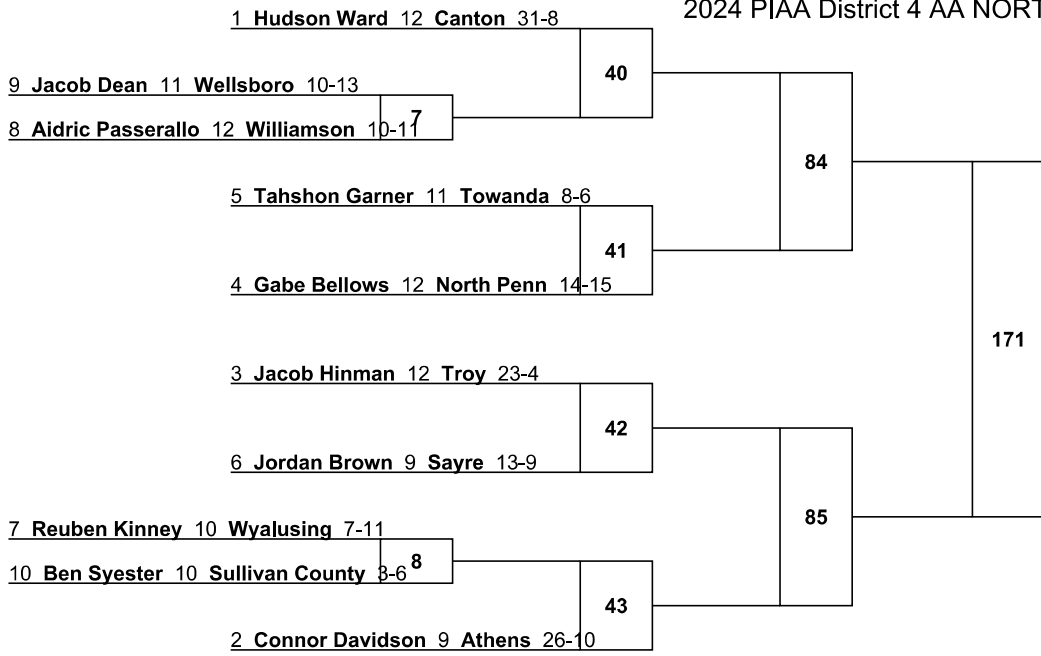 2024 PIAA District 4 AA NORT
1 Hudson Ward 12 Canton 31-8
40
9 Jacob Dean 11 Wellsboro 10-13
7
8 Aidric Passerallo 12 Williamson 10-11
84
5 Tahshon Garner 11 Towanda 8-6
41
4 Gabe Bellows 12 North Penn 14-15
171
3 Jacob Hinman 12 Troy 23-4
42
6 Jordan Brown 9 Sayre 13-9
85
7 Reuben Kinney 10 Wyalusing 7-11
8
10 Ben Syester 10 Sullivan County 3-6
43
2 Connor Davidson 9 Athens 26-10